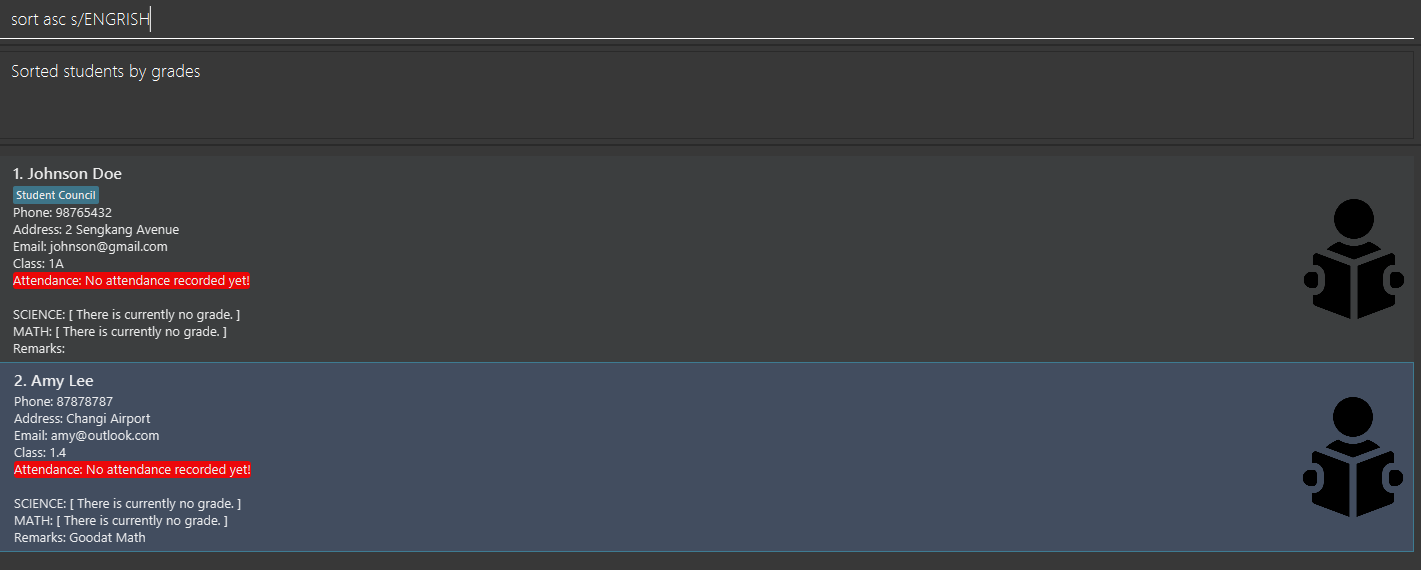 sort asc s/ENGRISH
Sorted students by grades
1. Johnson Doe
Student Council
Phone: 98765432
Address: 2 Sengkang Avenue
Email: johnson@gmail.com
Class: 1A
Attendance: No attendance recorded yet!
SCIENCE: [ There is currently no grade. ]
MATH: [ There is currently no grade. ]
Remarks:
2. Amy Lee
Phone: 87878787
Address: Changi Airport
Email: amy@outlook.com
Class: 1.4
Attendance: No attendance recorded yet!
SCIENCE: [ There is currently no grade. ]
MATH: [ There is currently no grade. ]
Remarks: Goodat Math